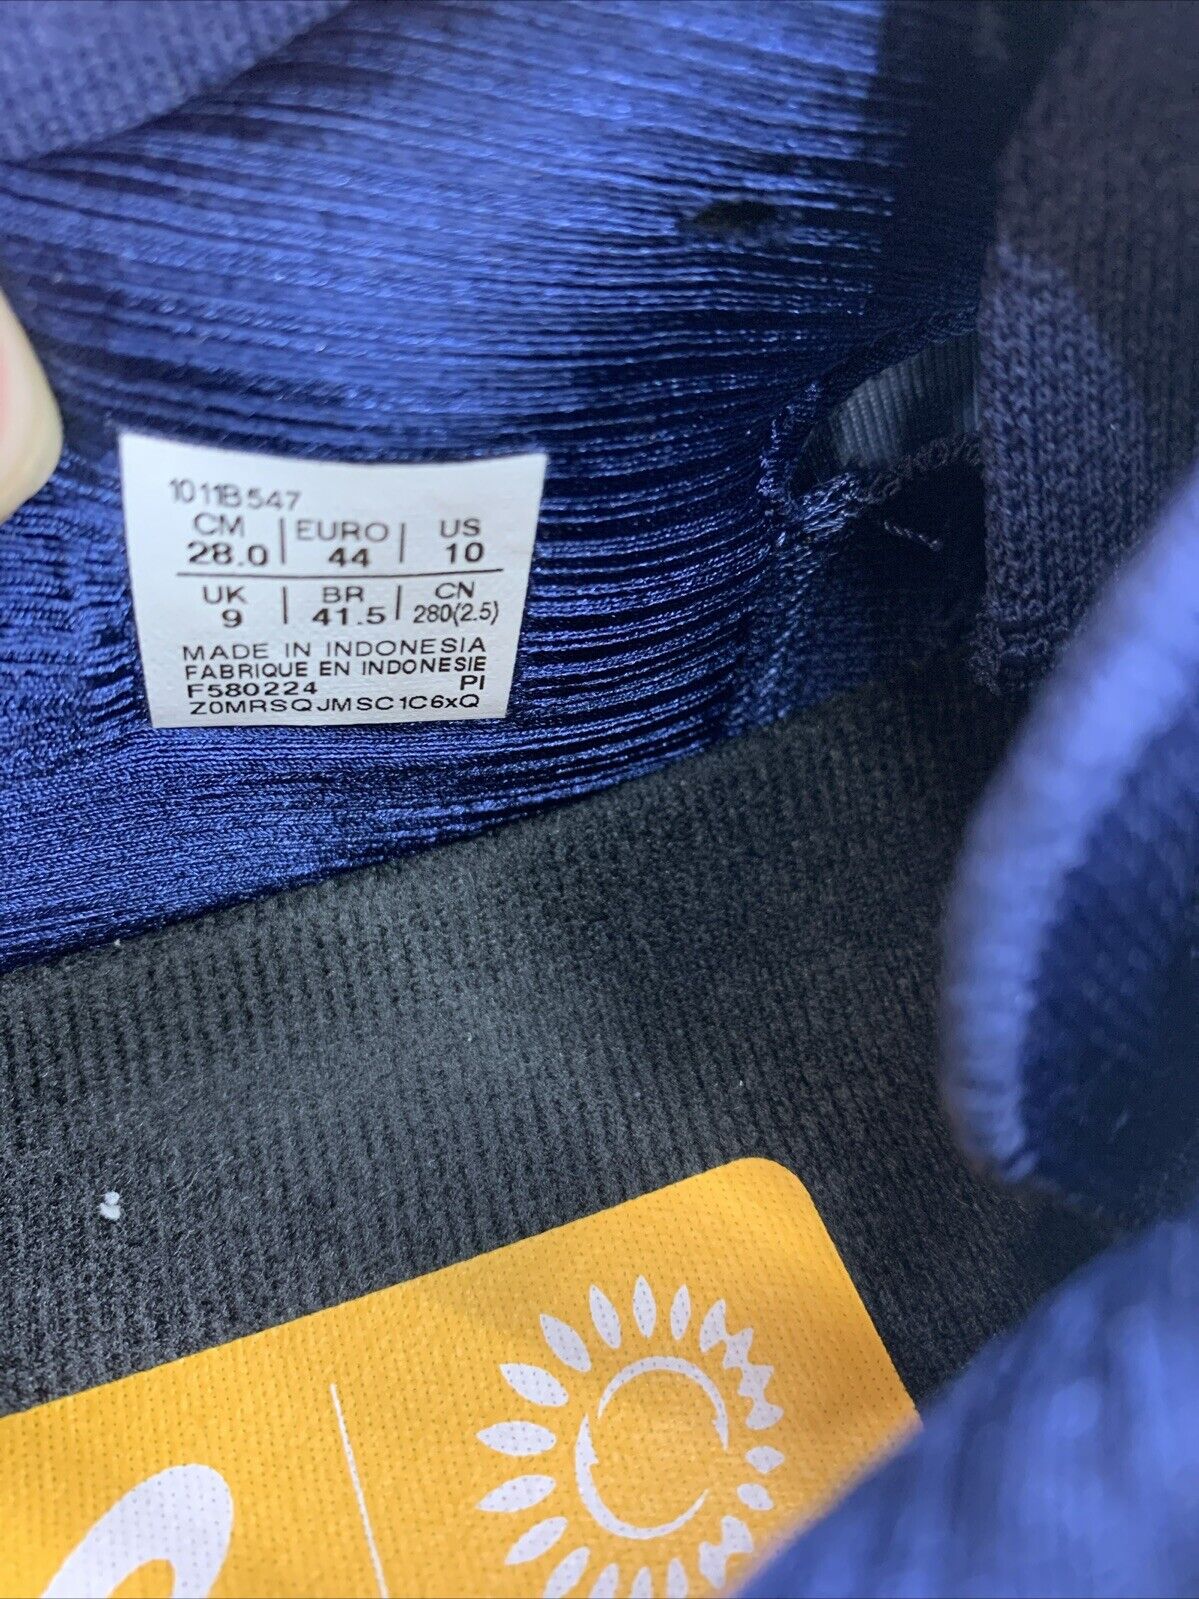 1011B547
CM | EURO | US
28.0 | 44 | 10
UK | BR | CN
9 | 41.5 | 280(2.5)
MADE IN INDONESIA
FABRIQUE EN INDONESIE
F580224 PI
Z0MRSQJMSC1C6xQ